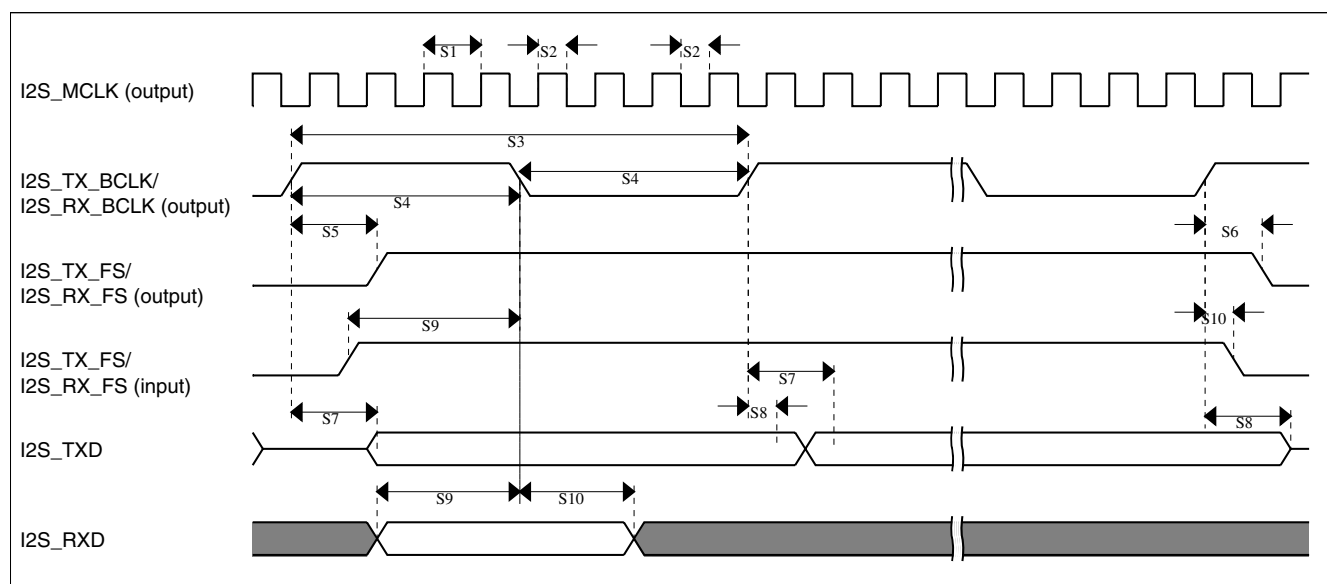 S1
S2
S2
I2S_MCLK (output)
S3
I2S_TX_BCLK/
I2S_RX_BCLK (output)
S4
S4
S5
S6
I2S_TX_FS/
I2S_RX_FS (output)
S9
S10
I2S_TX_FS/
I2S_RX_FS (input)
S7
S7
S8
S8
I2S_TXD
S9
S10
I2S_RXD